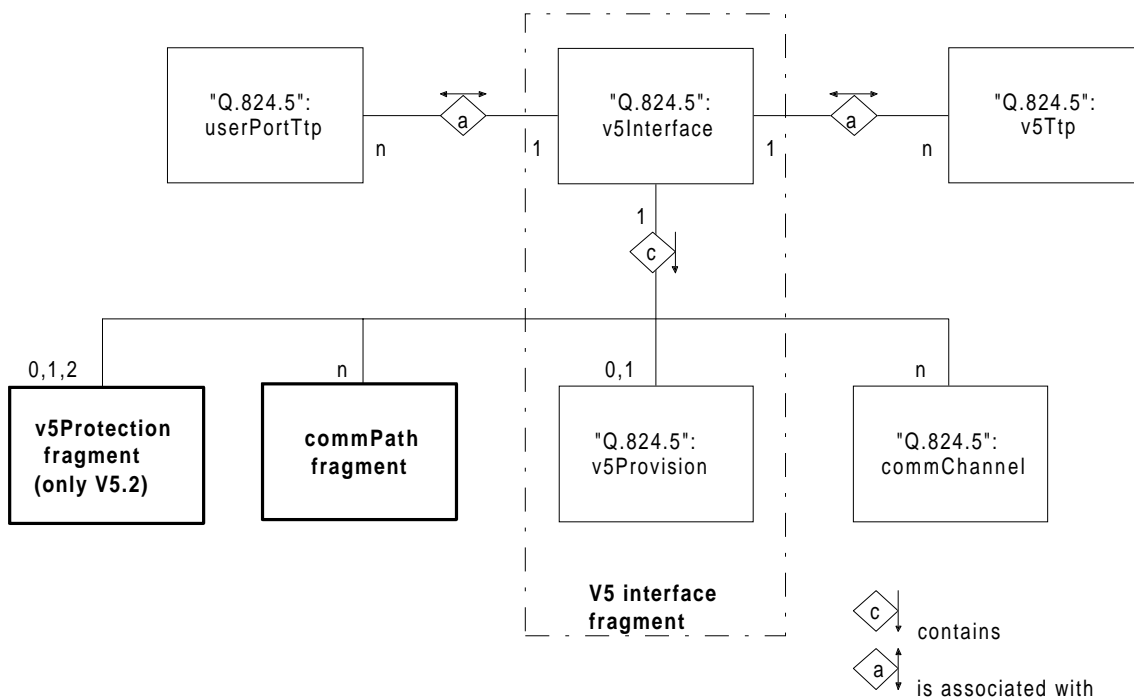 "Q.824.5":
userPortTtp
a
n
1
"Q.824.5":
v5Interface
a
1
n
"Q.824.5":
v5Ttp
1
c
0,1,2
n
0,1
n
v5Protection
fragment
(only V5.2)
commPath
fragment
"Q.824.5":
v5Provision
"Q.824.5":
commChannel
V5 interface
fragment
c
contains
a
is associated with